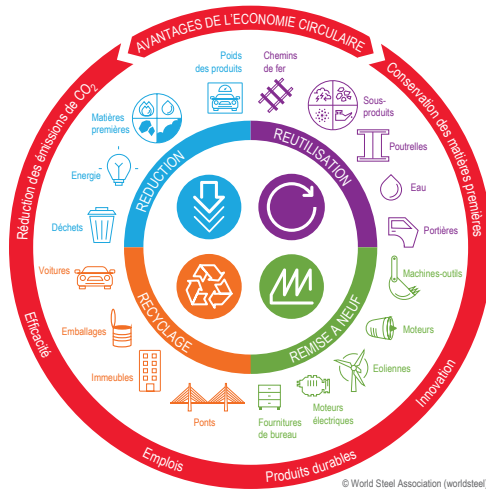 AVANTAGES DE L'ECONOMIE CIRCULAIRE
Réduction des émissions de CO₂
Conservation des matières premières
Efficacité
Emplois
Produits durables
Innovation
REDUCTION
Poids
des produits
Matières
premières
Energie
Déchets
REUTILISATION
Chemins
de fer
Sous-
produits
Poutrelles
Eau
Portières
RECYCLAGE
Voitures
Emballages
Immeubles
Ponts
REMISE A NEUF
Machines-outils
Moteurs
Eoliennes
Moteurs
électriques
Fournitures
de bureau
© World Steel Association (worldsteel)